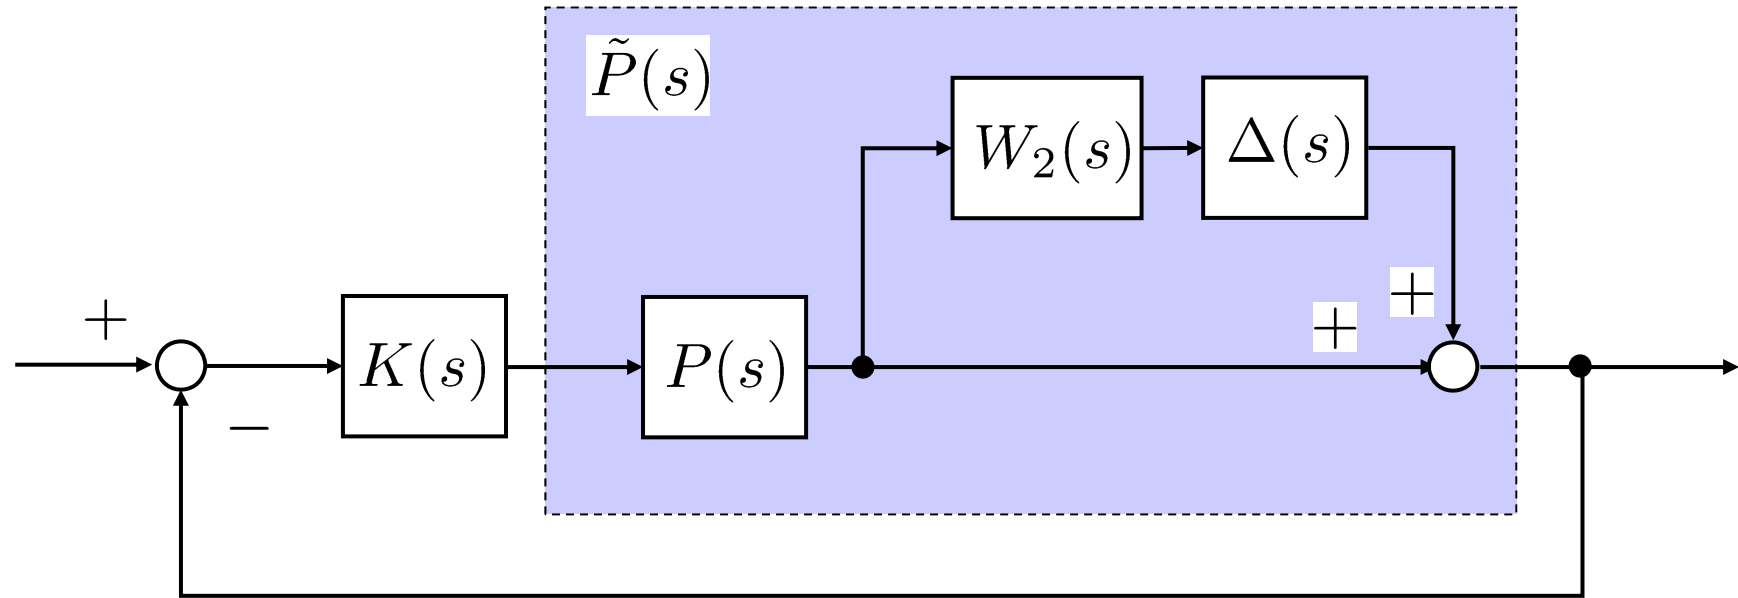 P̃(s)
W₂(s)
Δ(s)
+
+
+
K(s)
P(s)
−